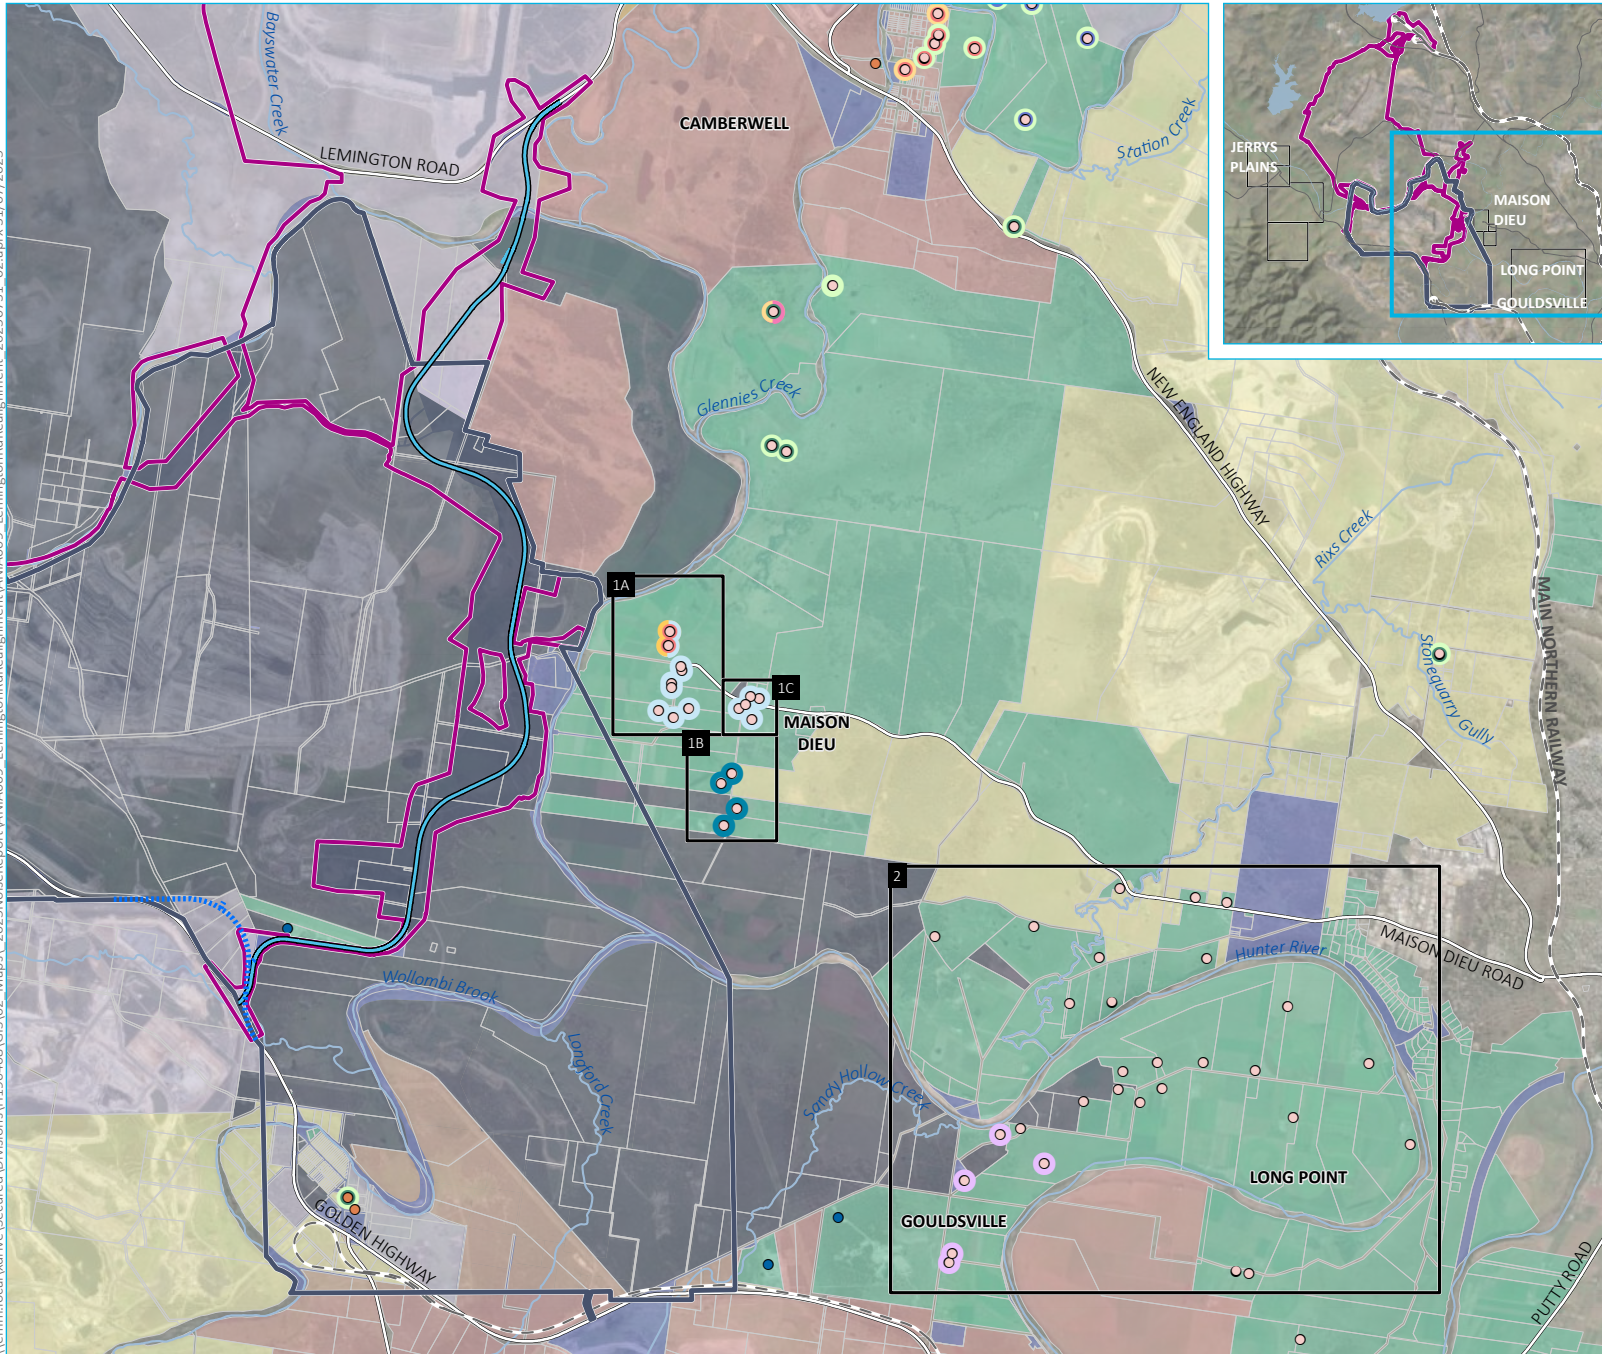 Bayswater Creek
LEMINGTON ROAD
CAMBERWELL
Station Creek
JERRYS
PLAINS
MAISON
DIEU
LONG POINT
GOULDSVILLE
Glennies Creek
NEW ENGLAND HIGHWAY
Rixs Creek
MAIN NORTHERN RAILWAY
Stonequarry Gully
1A
1C
MAISON
DIEU
1B
2
MAISON DIEU ROAD
Hunter River
Wollombi Brook
Longford Creek
Sandy Hollow Creek
LONG POINT
GOULDSVILLE
GOLDEN HIGHWAY
PUTTY ROAD